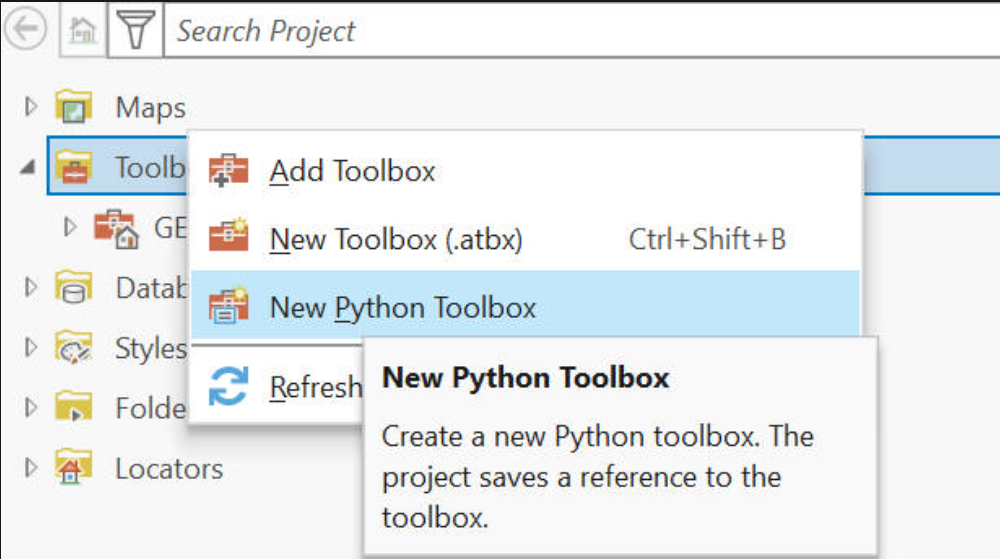 Search Project
Maps
Toolb
Add Toolbox
GE
New Toolbox (.atbx) Ctrl+Shift+B
Datab
New Python Toolbox
Styles
Refresh
New Python Toolbox
Folde
Create a new Python toolbox. The
project saves a reference to the
toolbox.
Locators